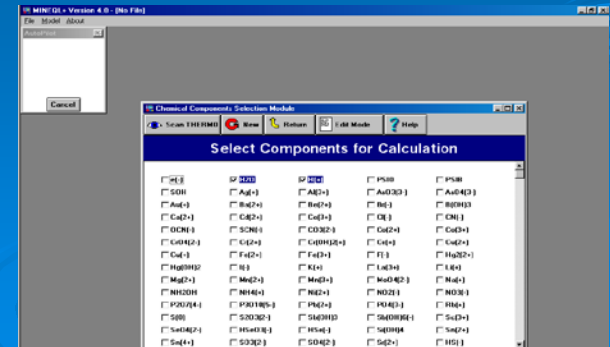 MINEQL+ Version 4.0 - [No File]
File Model About
AutoPilot
Cancel
Chemical Components Selection Module
Scan THERMO New Return Edit Mode Help
Select Components for Calculation
e(-) H2O H(+) PSI0 PSIB
SOH Ag(+) Al(3+) AsO3(3-) AsO4(3-)
Au(+) Ba(2+) Be(2+) Br(-) B(OH)3
Ca(2+) Cd(2+) Ce(3+) Cl(-) CN(-)
OCN(-) SCN(-) CO3(2-) Co(2+) Co(3+)
CrO4(2-) Cr(2+) Cr(OH)2(+) Cs(+) Cu(2+)
Cu(+) Fe(2+) Fe(3+) F(-) Hg2(2+)
Hg(OH)2 I(-) K(+) La(3+) Li(+)
Mg(2+) Mn(2+) Mn(3+) MoO4(2-) Na(+)
NH2OH NH4(+) Ni(2+) NO2(-) NO3(-)
P2O7(4-) P3O10(5-) Pb(2+) PO4(3-) Rb(+)
S(0) S2O3(2-) Sb(OH)3 Sb(OH)6(-) Sc(3+)
SeO4(2-) HSeO3(-) HSe(-) Si(OH)4 Sn(2+)
Sn(4+) SO3(2-) SO4(2-) Sr(2+) HS(-)